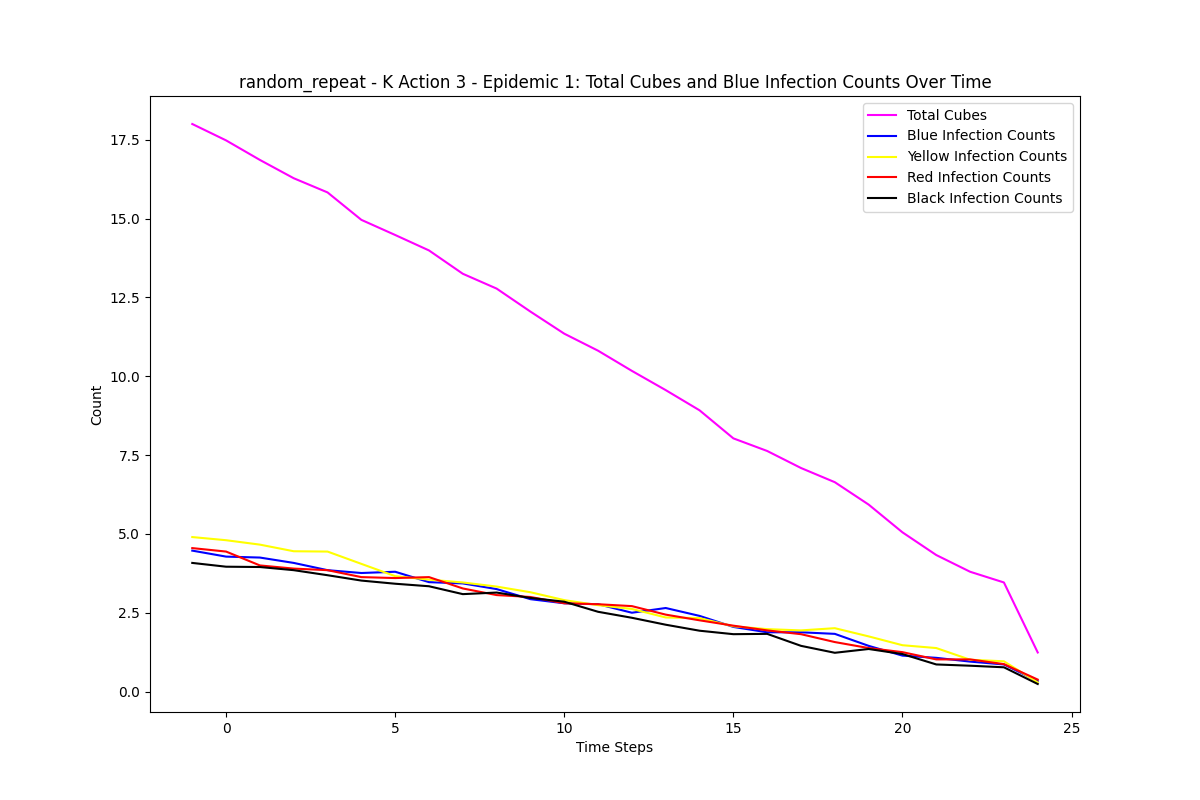 random_repeat - K Action 3 - Epidemic 1: Total Cubes and Blue Infection Counts Over Time
Total Cubes
Blue Infection Counts
Yellow Infection Counts
Red Infection Counts
Black Infection Counts
17.5
15.0
12.5
10.0
7.5
5.0
2.5
0.0
Count
0 5 10 15 20 25
Time Steps